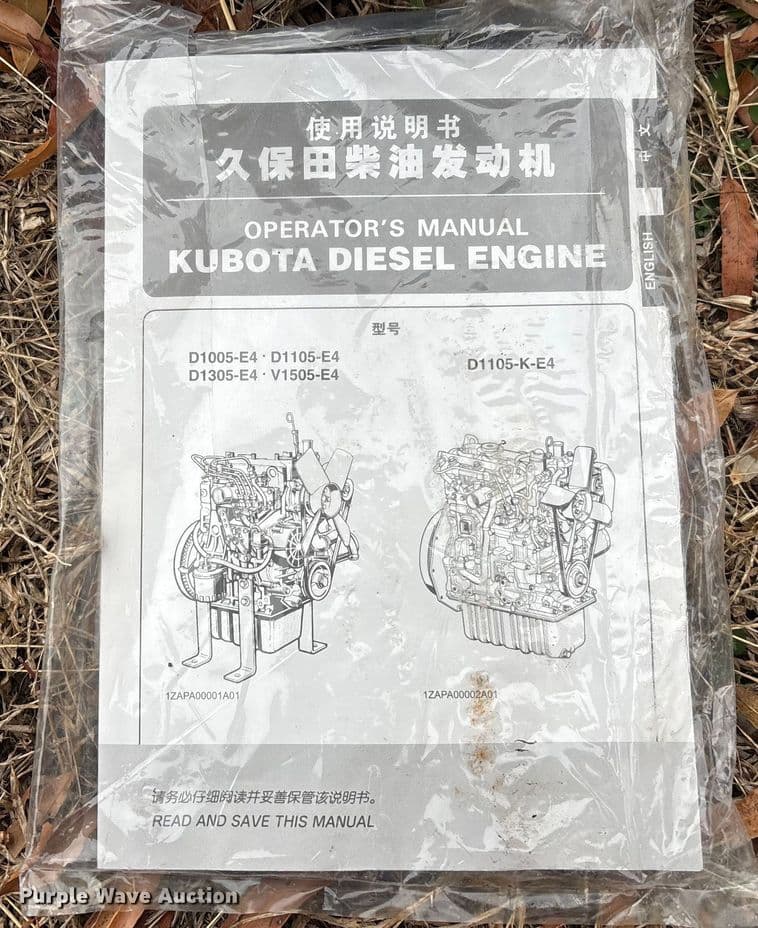 使用说明书
久保田柴油发动机
OPERATOR'S MANUAL
KUBOTA DIESEL ENGINE
中文
ENGLISH
型号
D1005-E4 · D1105-E4
D1305-E4 · V1505-E4
D1105-K-E4
1ZAPA00001A01
1ZAPA00002A01
请务必仔细阅读并妥善保管该说明书。
READ AND SAVE THIS MANUAL
Purple Wave Auction